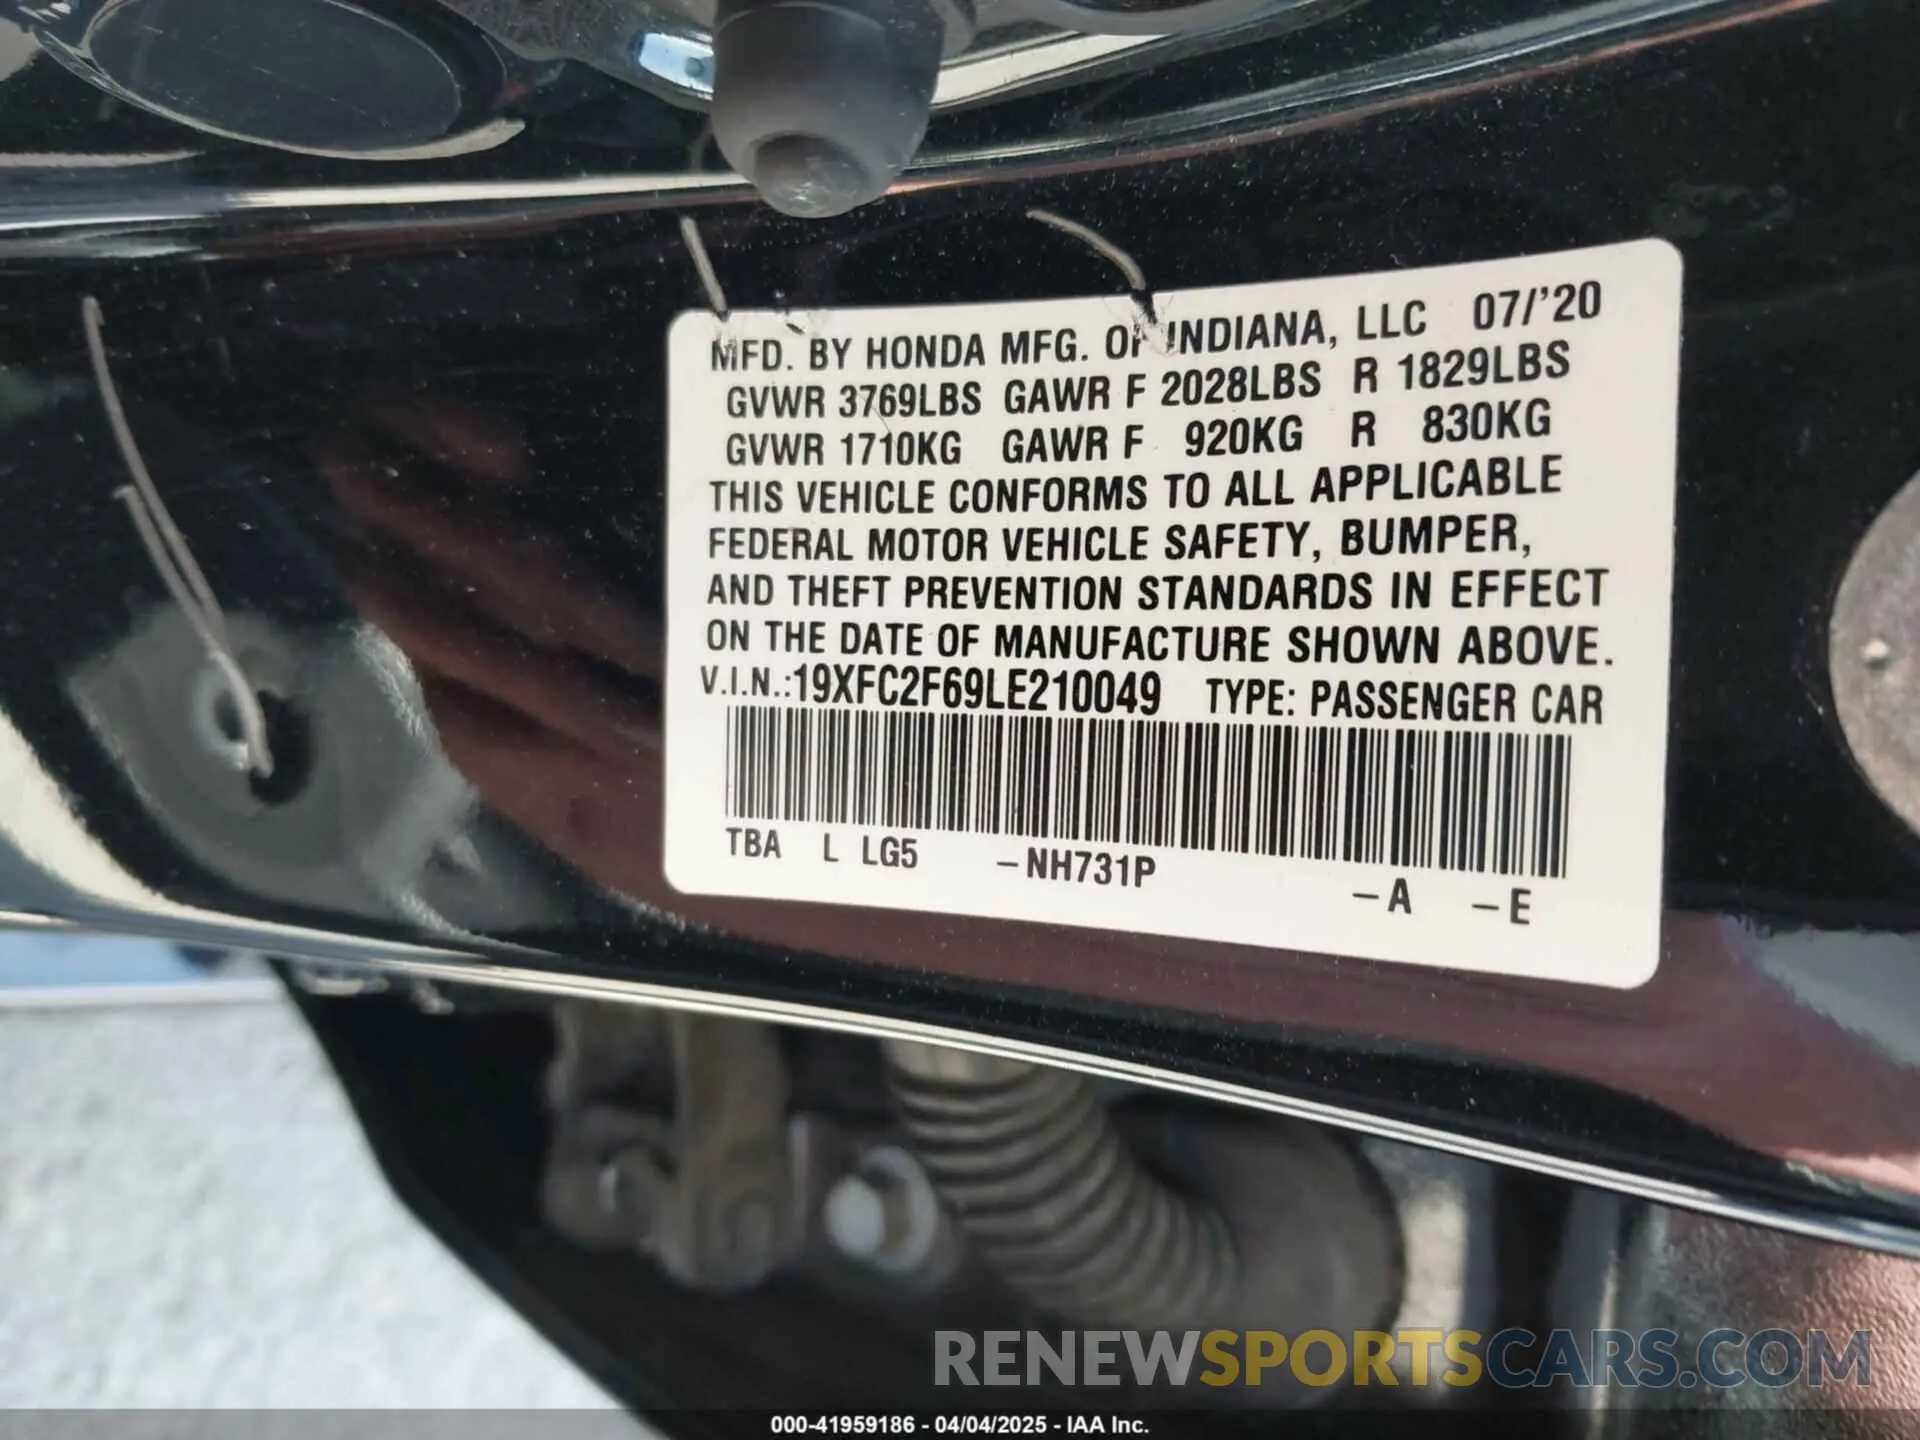 MFD. BY HONDA MFG. OF INDIANA, LLC 07/'20
GVWR 3769LBS GAWR F 2028LBS R 1829LBS
GVWR 1710KG GAWR F 920KG R 830KG
THIS VEHICLE CONFORMS TO ALL APPLICABLE
FEDERAL MOTOR VEHICLE SAFETY, BUMPER,
AND THEFT PREVENTION STANDARDS IN EFFECT
ON THE DATE OF MANUFACTURE SHOWN ABOVE.
V.I.N.:19XFC2F69LE210049 TYPE: PASSENGER CAR
TBA L LG5 -NH731P -A -E
RENEWSPORTSCARS.COM
000-41959186 - 04/04/2025 - IAA Inc.